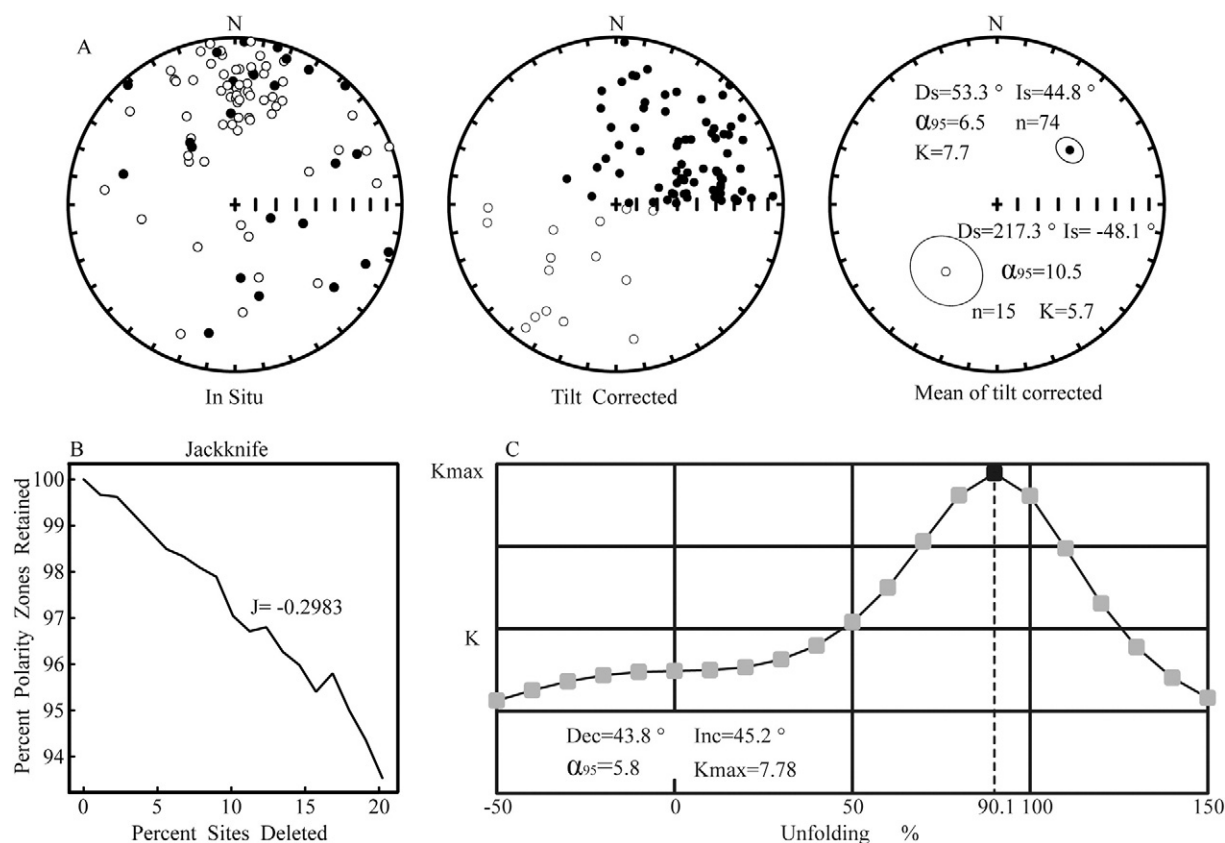 A
N
N
N
Ds=53.3 ° Is=44.8 °
α95=6.5 n=74
K=7.7
Ds=217.3 ° Is= -48.1 °
α95=10.5
n=15 K=5.7
In Situ
Tilt Corrected
Mean of tilt corrected
B
Jackknife
Percent Polarity Zones Retained
100
99
98
97
96
95
94
J= -0.2983
0 5 10 15 20
Percent Sites Deleted
C
Kmax
K
Dec=43.8 ° Inc=45.2 °
α95=5.8 Kmax=7.78
-50 0 50 90.1 100 150
Unfolding %